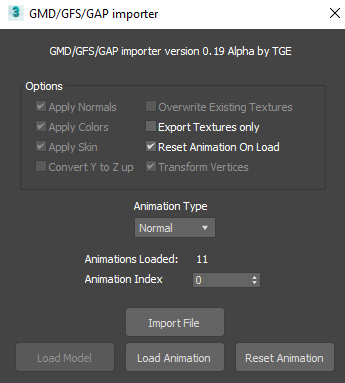 3 GMD/GFS/GAP importer
GMD/GFS/GAP importer version 0.19 Alpha by TGE
Options
Apply Normals Overwrite Existing Textures
Apply Colors Export Textures only
Apply Skin Reset Animation On Load
Convert Y to Z up Transform Vertices
Animation Type
Normal
Animations Loaded: 11
Animation Index 0
Import File
Load Model Load Animation Reset Animation